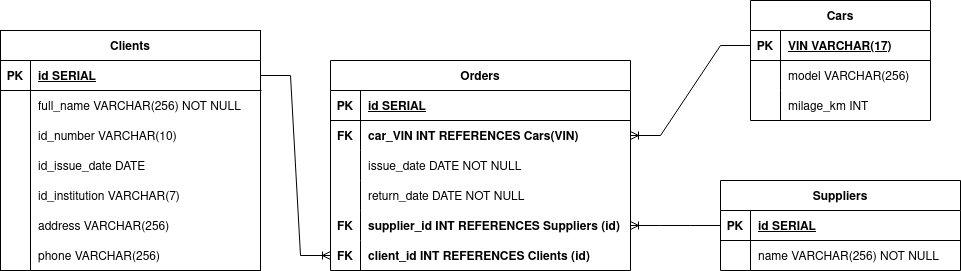 Clients
PK id SERIAL
full_name VARCHAR(256) NOT NULL
id_number VARCHAR(10)
id_issue_date DATE
id_institution VARCHAR(7)
address VARCHAR(256)
phone VARCHAR(256)
Orders
PK id SERIAL
FK car_VIN INT REFERENCES Cars(VIN)
issue_date DATE NOT NULL
return_date DATE NOT NULL
FK supplier_id INT REFERENCES Suppliers (id)
FK client_id INT REFERENCES Clients (id)
Cars
PK VIN VARCHAR(17)
model VARCHAR(256)
milage_km INT
Suppliers
PK id SERIAL
name VARCHAR(256) NOT NULL